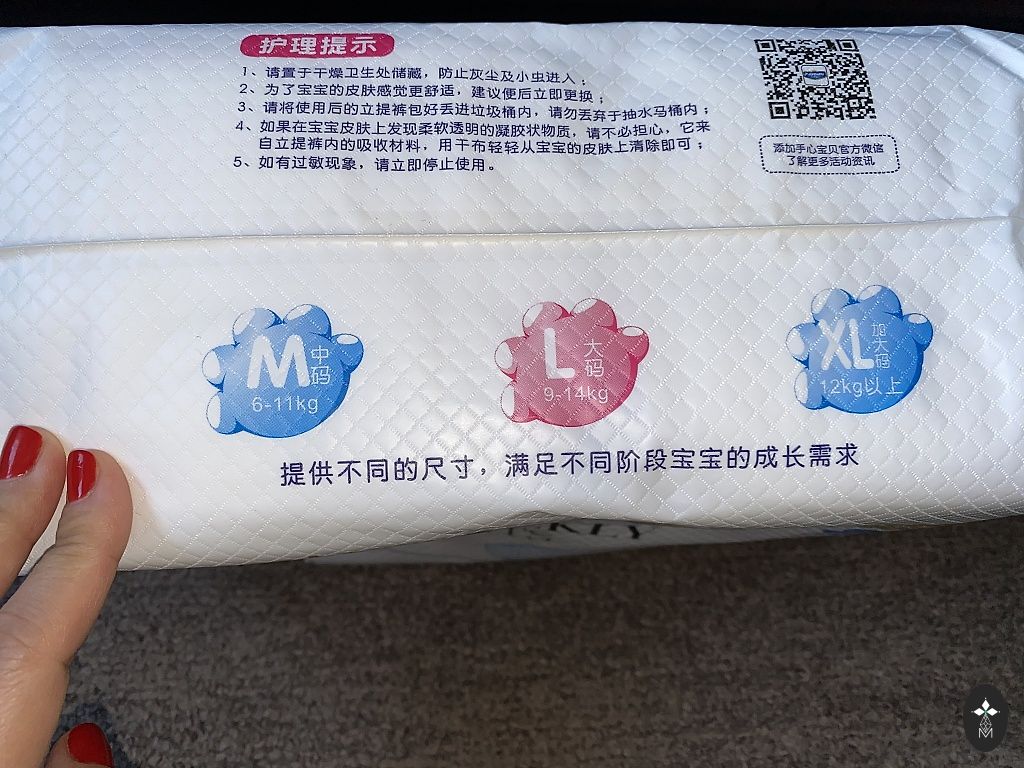 护理提示
1、请置于干燥卫生处储藏，防止灰尘及小虫进入；
2、为了宝宝的皮肤感觉更舒适，建议便后立即更换；
3、请将使用后的立提裤包好丢进垃圾桶内，请勿丢弃于抽水马桶内；
4、如果在宝宝皮肤上发现柔软透明的凝胶状物质，请不必担心，它来
自立提裤内的吸收材料，用干布轻轻从宝宝的皮肤上清除即可；
5、如有过敏现象，请立即停止使用。
添加手心宝贝官方微信
了解更多活动资讯
M 中码
6-11kg
L 大码
9-14kg
XL 加大码
12kg以上
提供不同的尺寸，满足不同阶段宝宝的成长需求
M